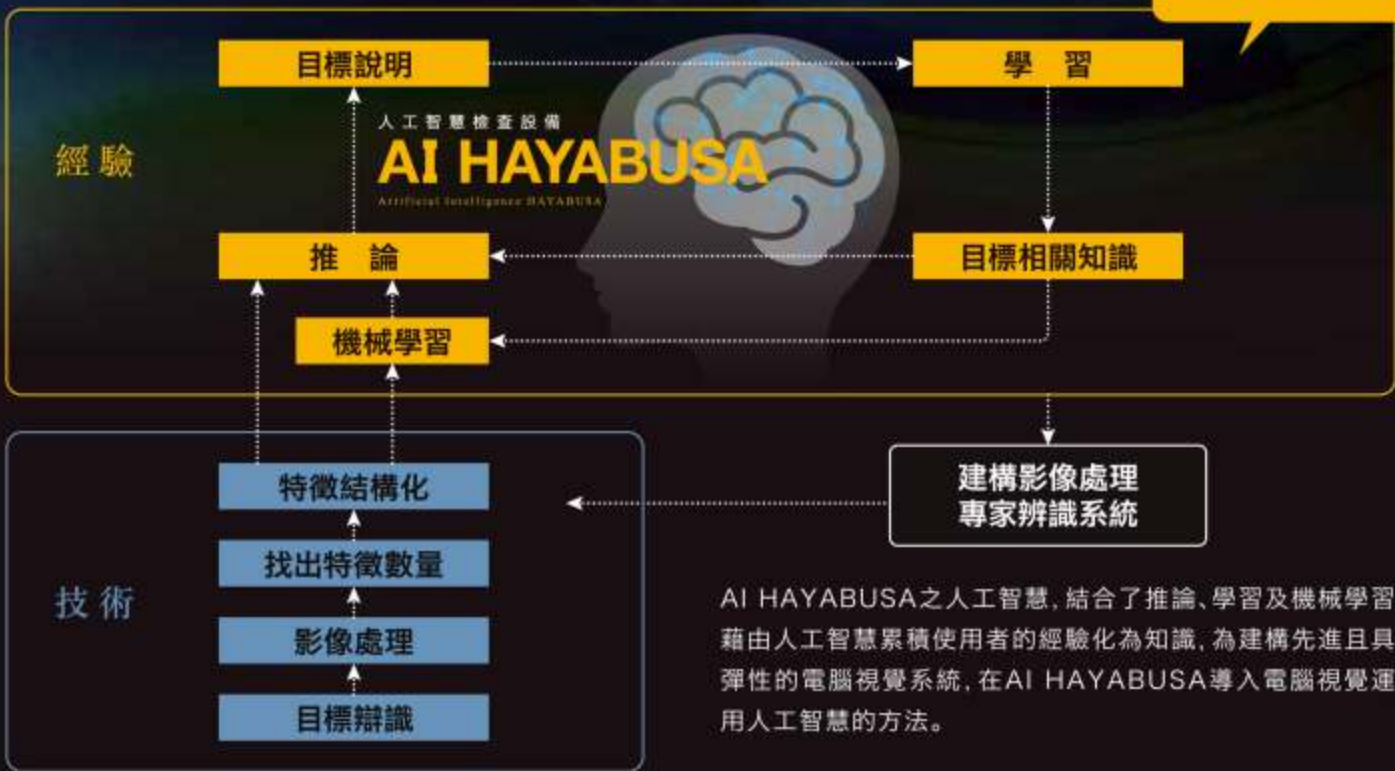 目標說明
學 習
人工智慧檢查設備
AI HAYABUSA
Artificial Intelligence HAYABUSA
經驗
推 論
目標相關知識
機械學習
特徵結構化
建構影像處理
專家辨識系統
找出特徵數量
技術
影像處理
目標辯識
AI HAYABUSA之人工智慧,結合了推論、學習及機械學習
藉由人工智慧累積使用者的經驗化為知識,為建構先進且具
彈性的電腦視覺系統,在AI HAYABUSA導入電腦視覺運
用人工智慧的方法。